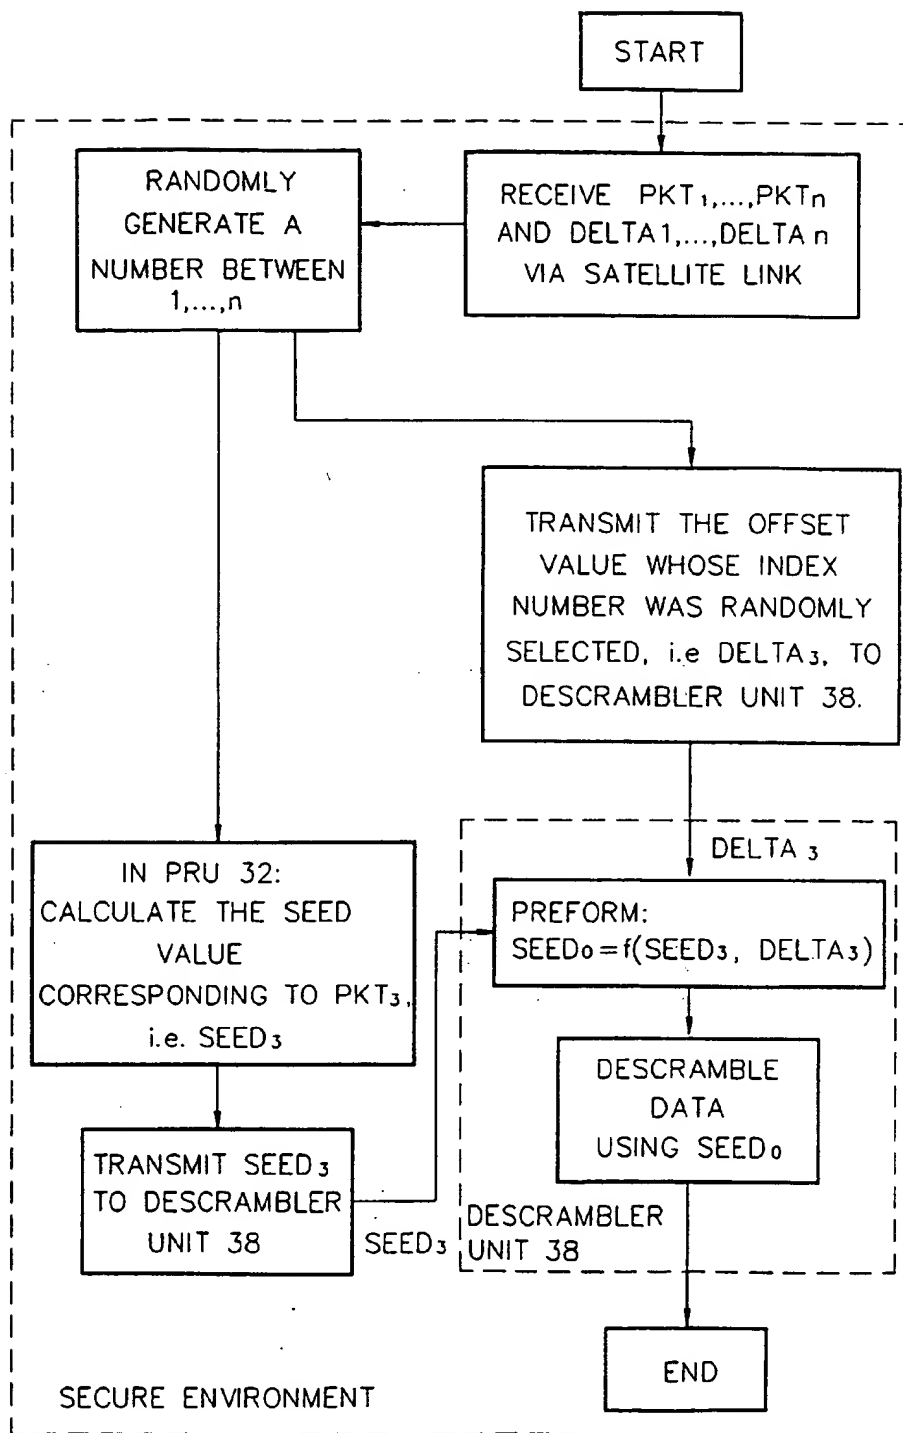 START
RECEIVE PKT₁,...,PKTn
AND DELTA1,...,DELTA n
VIA SATELLITE LINK
RANDOMLY
GENERATE A
NUMBER BETWEEN
1,...,n
TRANSMIT THE OFFSET
VALUE WHOSE INDEX
NUMBER WAS RANDOMLY
SELECTED, i.e DELTA₃, TO
DESCRAMBLER UNIT 38.
IN PRU 32:
CALCULATE THE SEED
VALUE
CORRESPONDING TO PKT₃,
i.e. SEED₃
TRANSMIT SEED₃
TO DESCRAMBLER
UNIT 38
SEED₃
DELTA ₃
PREFORM:
SEED₀=f(SEED₃, DELTA₃)
DESCRAMBLE
DATA
USING SEED₀
DESCRAMBLER
UNIT 38
END
SECURE ENVIRONMENT